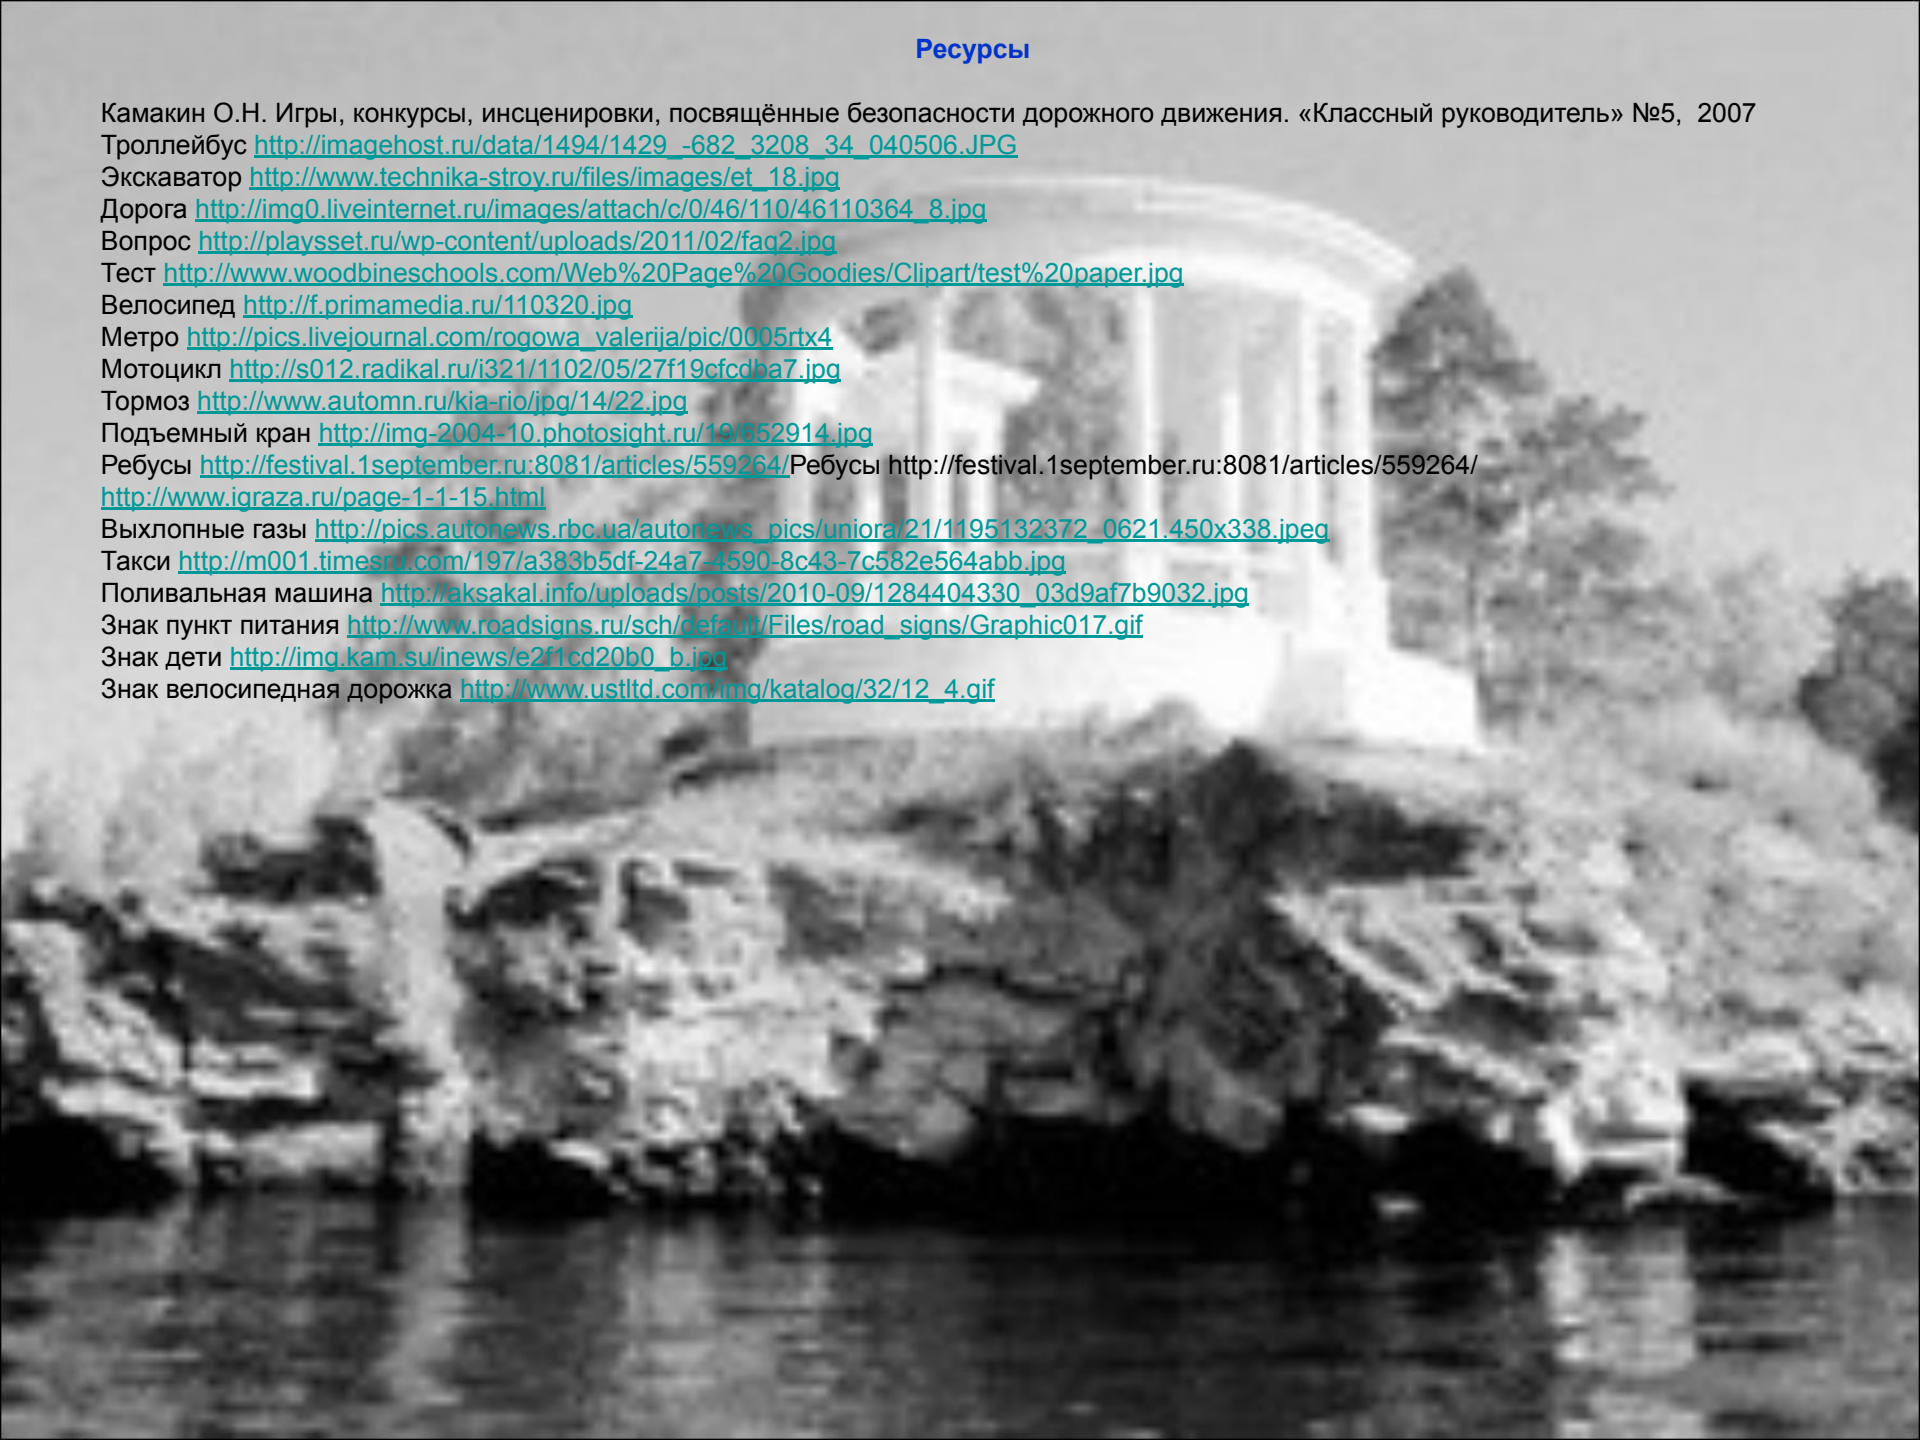 Ресурсы
Камакин О.Н. Игры, конкурсы, инсценировки, посвящённые безопасности дорожного движения. «Классный руководитель» №5,  2007
Троллейбус http://imagehost.ru/data/1494/1429_-682_3208_34_040506.JPG
Экскаватор http://www.technika-stroy.ru/files/images/et_18.jpg
Дорога http://img0.liveinternet.ru/images/attach/c/0/46/110/46110364_8.jpg
Вопрос http://playsset.ru/wp-content/uploads/2011/02/faq2.jpg
Тест http://www.woodbineschools.com/Web%20Page%20Goodies/Clipart/test%20paper.jpg
Велосипед http://f.primamedia.ru/110320.jpg
Метро http://pics.livejournal.com/rogowa_valerija/pic/0005rtx4
Мотоцикл http://s012.radikal.ru/i321/1102/05/27f19cfcdba7.jpg
Тормоз http://www.automn.ru/kia-rio/jpg/14/22.jpg
Подъемный кран http://img-2004-10.photosight.ru/19/652914.jpg
Ребусы http://festival.1september.ru:8081/articles/559264/Ребусы http://festival.1september.ru:8081/articles/559264/
http://www.igraza.ru/page-1-1-15.html
Выхлопные газы http://pics.autonews.rbc.ua/autonews_pics/uniora/21/1195132372_0621.450x338.jpeg
Такси http://m001.timesru.com/197/a383b5df-24a7-4590-8c43-7c582e564abb.jpg
Поливальная машина http://aksakal.info/uploads/posts/2010-09/1284404330_03d9af7b9032.jpg
Знак пункт питания http://www.roadsigns.ru/sch/default/Files/road_signs/Graphic017.gif
Знак дети http://img.kam.su/inews/e2f1cd20b0_b.jpg
Знак велосипедная дорожка http://www.ustltd.com/img/katalog/32/12_4.gif